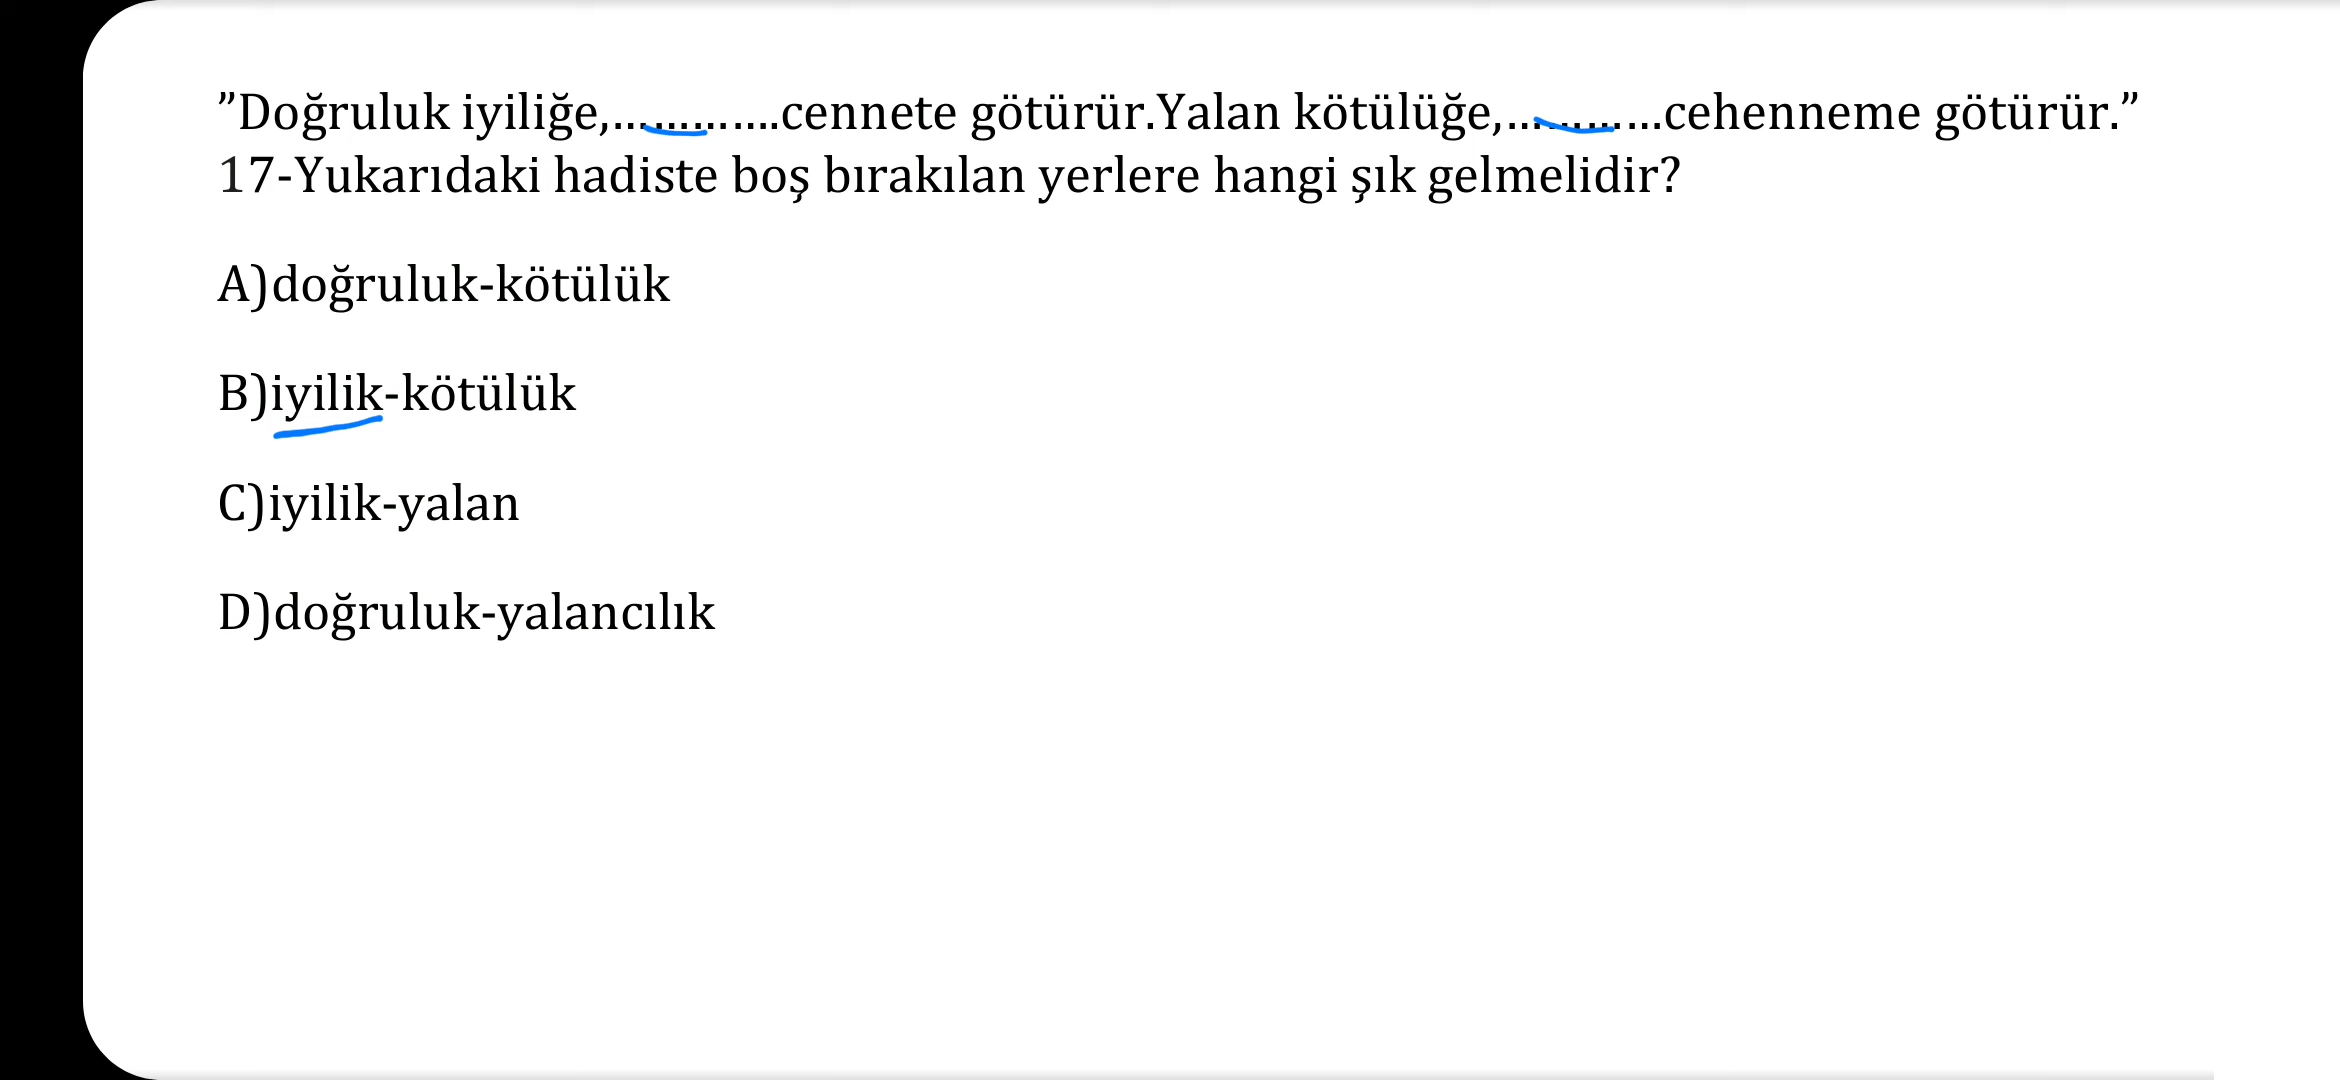 ”Doğruluk iyiliğe,.............cennete götürür.Yalan kötülüğe,............cehenneme götürür.”
17-Yukarıdaki hadiste boş bırakılan yerlere hangi şık gelmelidir?
A)doğruluk-kötülük
B)iyilik-kötülük
C)iyilik-yalan
D)doğruluk-yalancılık